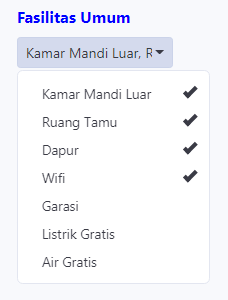 Fasilitas Umum
Kamar Mandi Luar, R
Kamar Mandi Luar
Ruang Tamu
Dapur
Wifi
Garasi
Listrik Gratis
Air Gratis